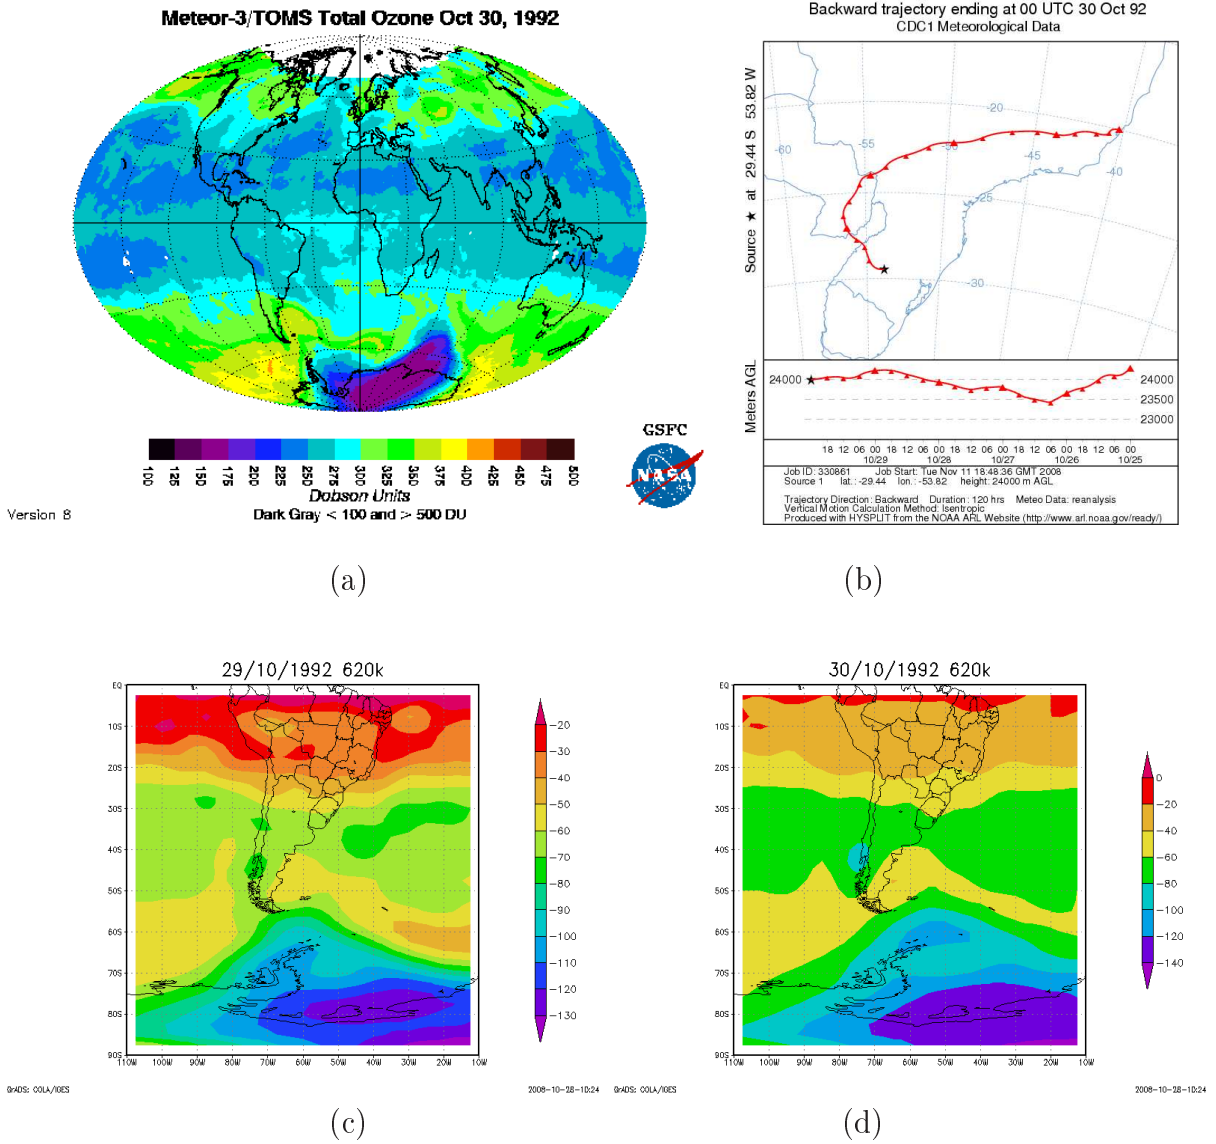 Meteor-3/TOMS Total Ozone Oct 30, 1992
100 125 150 175 200 225 250 275 300 325 350 375 400 425 450 475 500
Dobson Units
Dark Gray < 100 and > 500 DU
Version 8
GSFC
NASA
(a)
Backward trajectory ending at 00 UTC 30 Oct 92
CDC1 Meteorological Data
Source ★ at 29.44 S 53.82 W
-20
-60
-55
-45
-40
-25
-30
Meters AGL
24000
24000
23500
23000
18 12 06 00 18 12 06 00 18 12 06 00 18 12 06 00 18 12 06 00
10/29 10/28 10/27 10/26 10/25
Job ID: 330861 Job Start: Tue Nov 11 18:48:36 GMT 2008
Source 1 lat.: -29.44 lon.: -53.82 height: 24000 m AGL
Trajectory Direction: Backward Duration: 120 hrs Meteo Data: reanalysis
Vertical Motion Calculation Method: Isentropic
Produced with HYSPLIT from the NOAA ARL Website (http://www.arl.noaa.gov/ready/)
(b)
29/10/1992 620k
EQ
10S
20S
30S
40S
50S
60S
70S
80S
90S
110W 100W 90W 80W 70W 60W 50W 40W 30W 20W 10W
-20
-30
-40
-50
-60
-70
-80
-90
-100
-110
-120
-130
GrADS: COLA/IGES
2008-10-28-10:24
(c)
30/10/1992 620k
EQ
10S
20S
30S
40S
50S
60S
70S
80S
90S
110W 100W 90W 80W 70W 60W 50W 40W 30W 20W 10W
0
-20
-40
-60
-80
-100
-120
-140
GrADS: COLA/IGES
2008-10-28-10:24
(d)